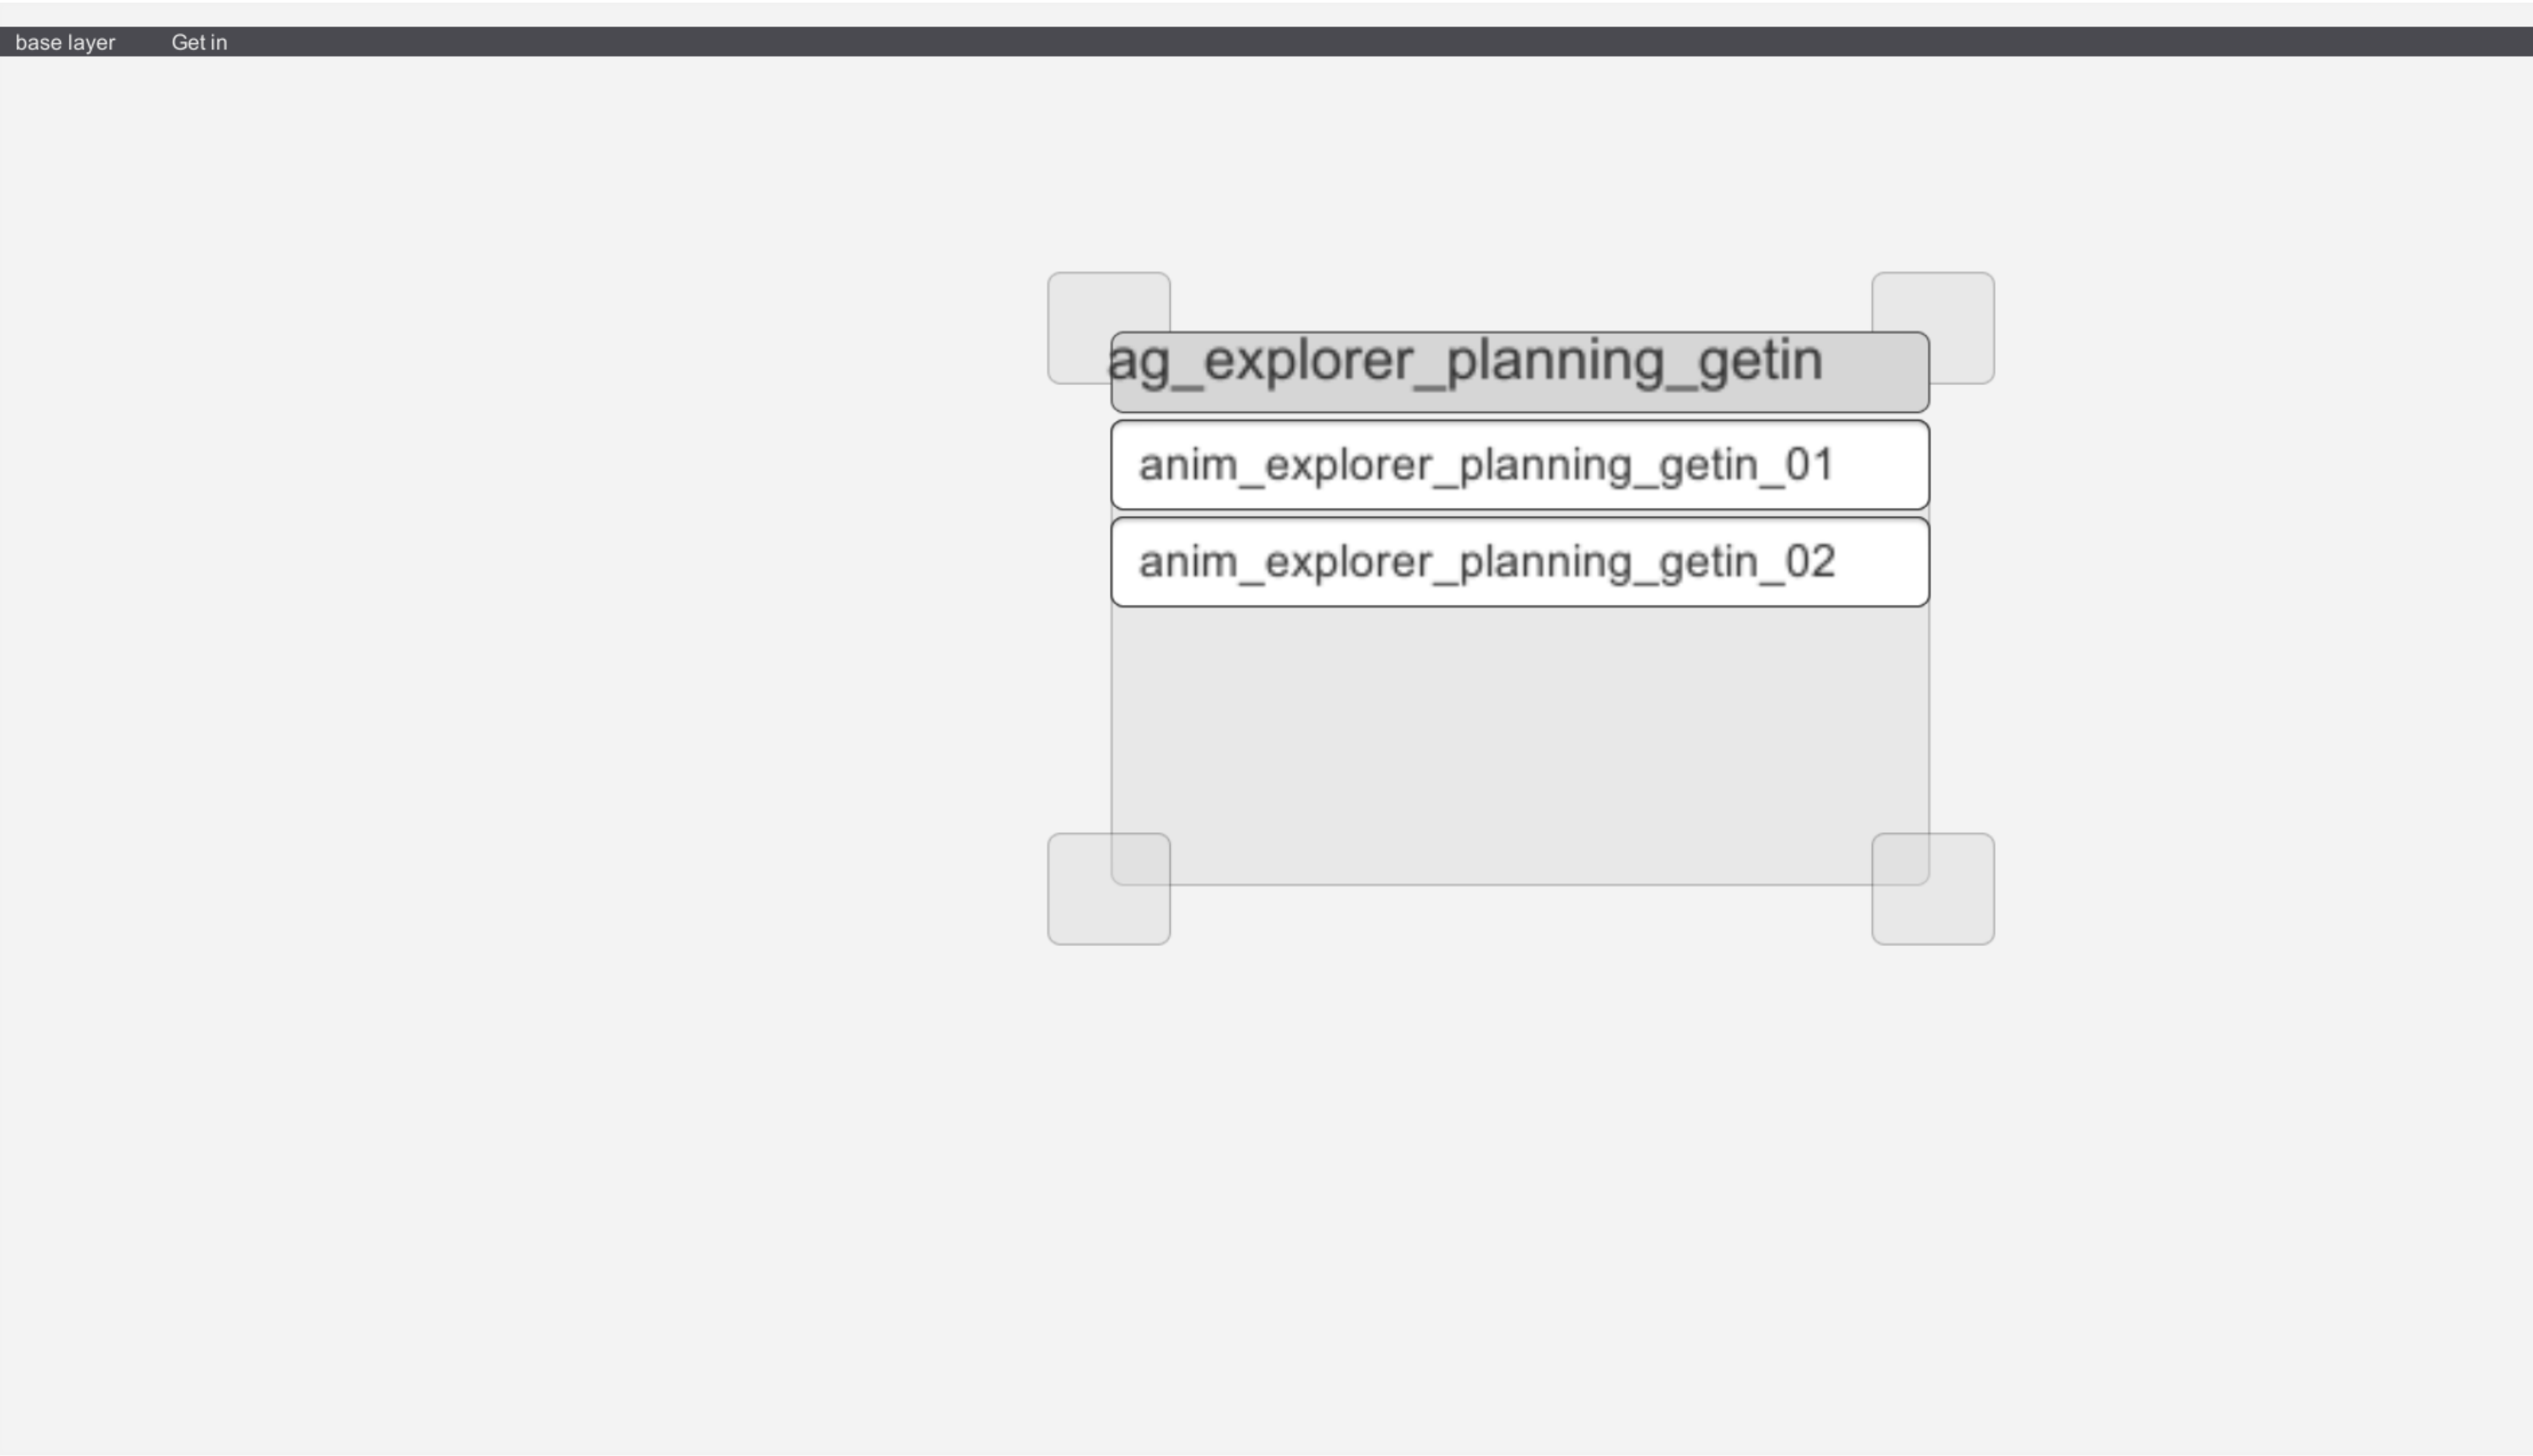 base layer Get in
ag_explorer_planning_getin
anim_explorer_planning_getin_01
anim_explorer_planning_getin_02